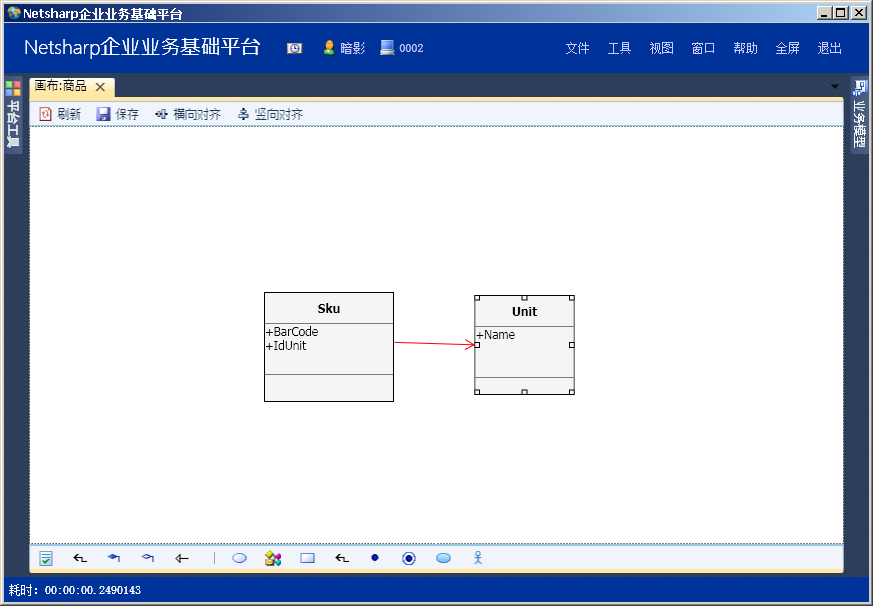 Netsharp企业业务基础平台
Netsharp企业业务基础平台
暗影
0002
文件 工具 视图 窗口 帮助 全屏 退出
平台工具
画布:商品
业务模型
刷新 保存 横向对齐 竖向对齐
Sku
+BarCode
+IdUnit
Unit
+Name
耗时：00:00:00.2490143